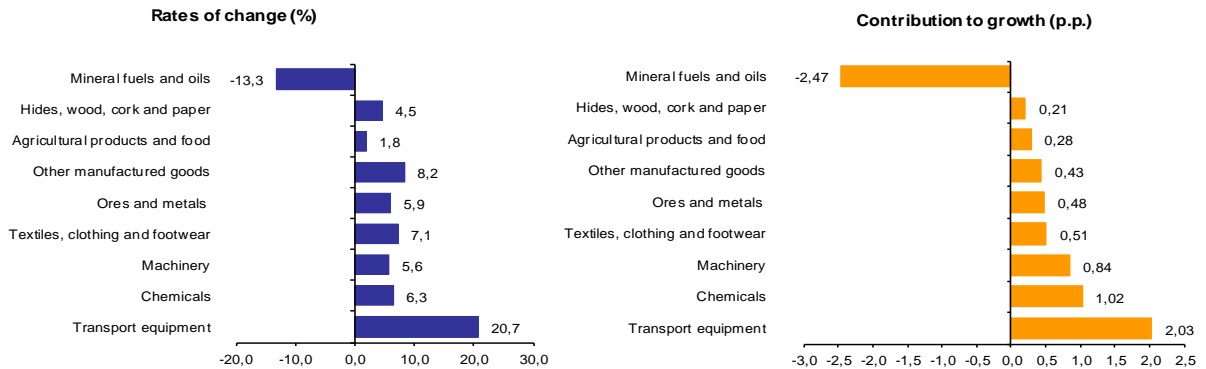 Rates of change (%)
Mineral fuels and oils -13,3
Hides, wood, cork and paper 4,5
Agricultural products and food 1,8
Other manufactured goods 8,2
Ores and metals 5,9
Textiles, clothing and footwear 7,1
Machinery 5,6
Chemicals 6,3
Transport equipment 20,7
-20,0 -10,0 0,0 10,0 20,0 30,0
Contribution to growth (p.p.)
Mineral fuels and oils -2,47
Hides, wood, cork and paper 0,21
Agricultural products and food 0,28
Other manufactured goods 0,43
Ores and metals 0,48
Textiles, clothing and footwear 0,51
Machinery 0,84
Chemicals 1,02
Transport equipment 2,03
-3,0 -2,5 -2,0 -1,5 -1,0 -0,5 0,0 0,5 1,0 1,5 2,0 2,5